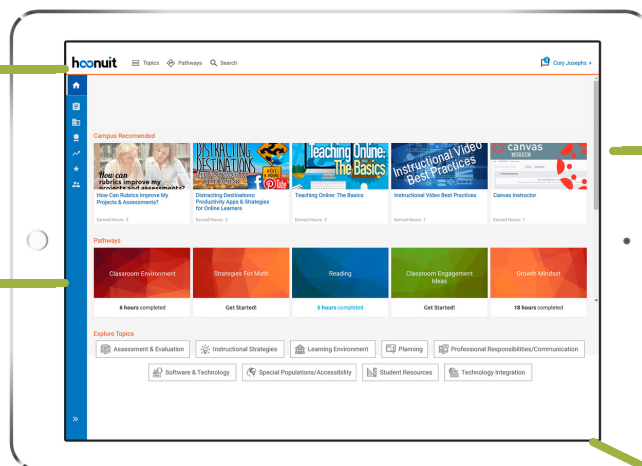 hoonuit Topics Pathways Search Cory Josephs
Campus Recomended
How can
rubrics improve my
projects and assessments?
DISTRACTING
DESTINATIONS
Teaching Online:
The Basics
Instructional Video
Best Practices
canvas
INSTRUCTOR
How Can Rubrics Improve My
Projects & Assessments?
Earned Hours: 3
Distracting Destinations:
Productivity Apps & Strategies
for Online Learners
Earned Hours: 3
Teaching Online: The Basics
Earned Hours: 3
Instructional Video Best Practices
Earned Hours: 1
Canvas Instructor
Earned Hours: 1
Pathways
Classroom Environment
6 hours completed
Strategies For Math
Get Started!
Reading
5 hours completed
Classroom Engagement
Ideas
Get Started!
Growth Mindset
18 hours completed
Explore Topics
Assessment & Evaluation Instructional Strategies Learning Environment Planning Professional Responsibilities/Communication
Software & Technology Special Populations/Accessibility Student Resources Technology Integration